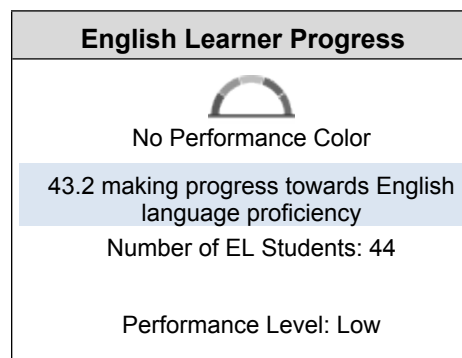 English Learner Progress
No Performance Color
43.2 making progress towards English
language proficiency
Number of EL Students: 44
Performance Level: Low